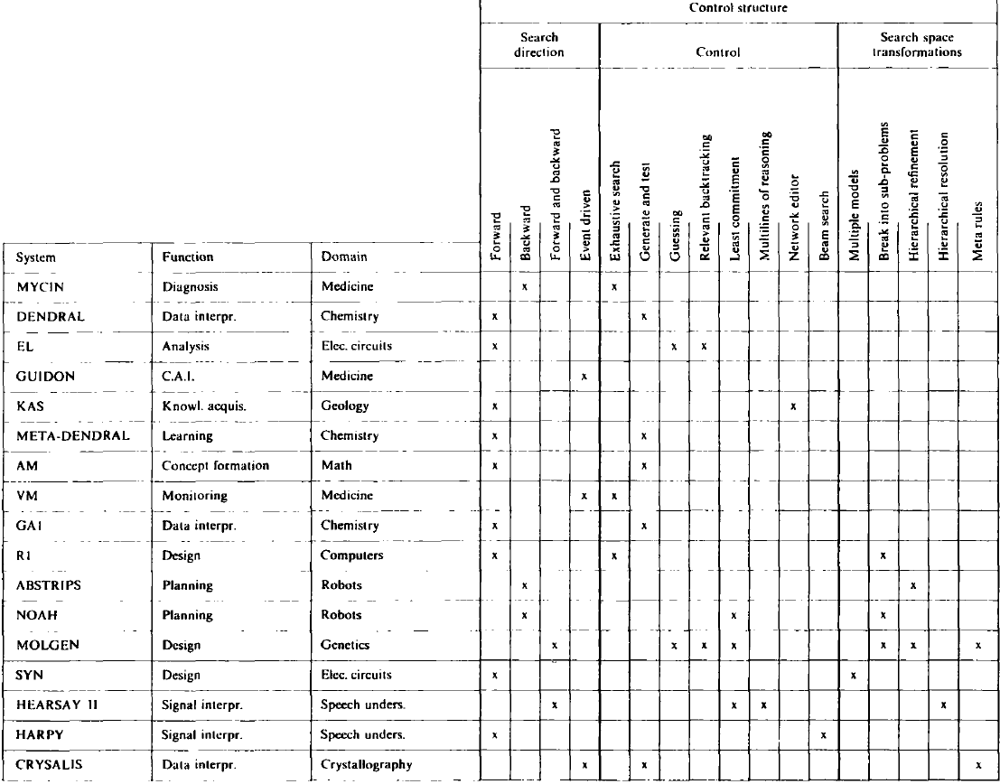 Control structure
Search direction Control Search space transformations
Forward Backward Forward and backward Event driven Exhaustive search Generate and test Guessing Relevant backtracking Least commitment Multilines of reasoning Network editor Beam search Multiple models Break into sub-problems Hierarchical refinement Hierarchical resolution Meta rules
System Function Domain
MYCIN Diagnosis Medicine x x
DENDRAL Data interpr. Chemistry x x
EL Analysis Elec. circuits x x x
GUIDON C.A.I. Medicine x
KAS Knowl. acquis. Geology x x
META-DENDRAL Learning Chemistry x x
AM Concept formation Math x x
VM Monitoring Medicine x x
GA1 Data interpr. Chemistry x x
R1 Design Computers x x x
ABSTRIPS Planning Robots x x
NOAH Planning Robots x x x
MOLGEN Design Genetics x x x x x x x
SYN Design Elec. circuits x x
HEARSAY II Signal interpr. Speech unders. x x x x
HARPY Signal interpr. Speech unders. x x
CRYSALIS Data interpr. Crystallography x x x